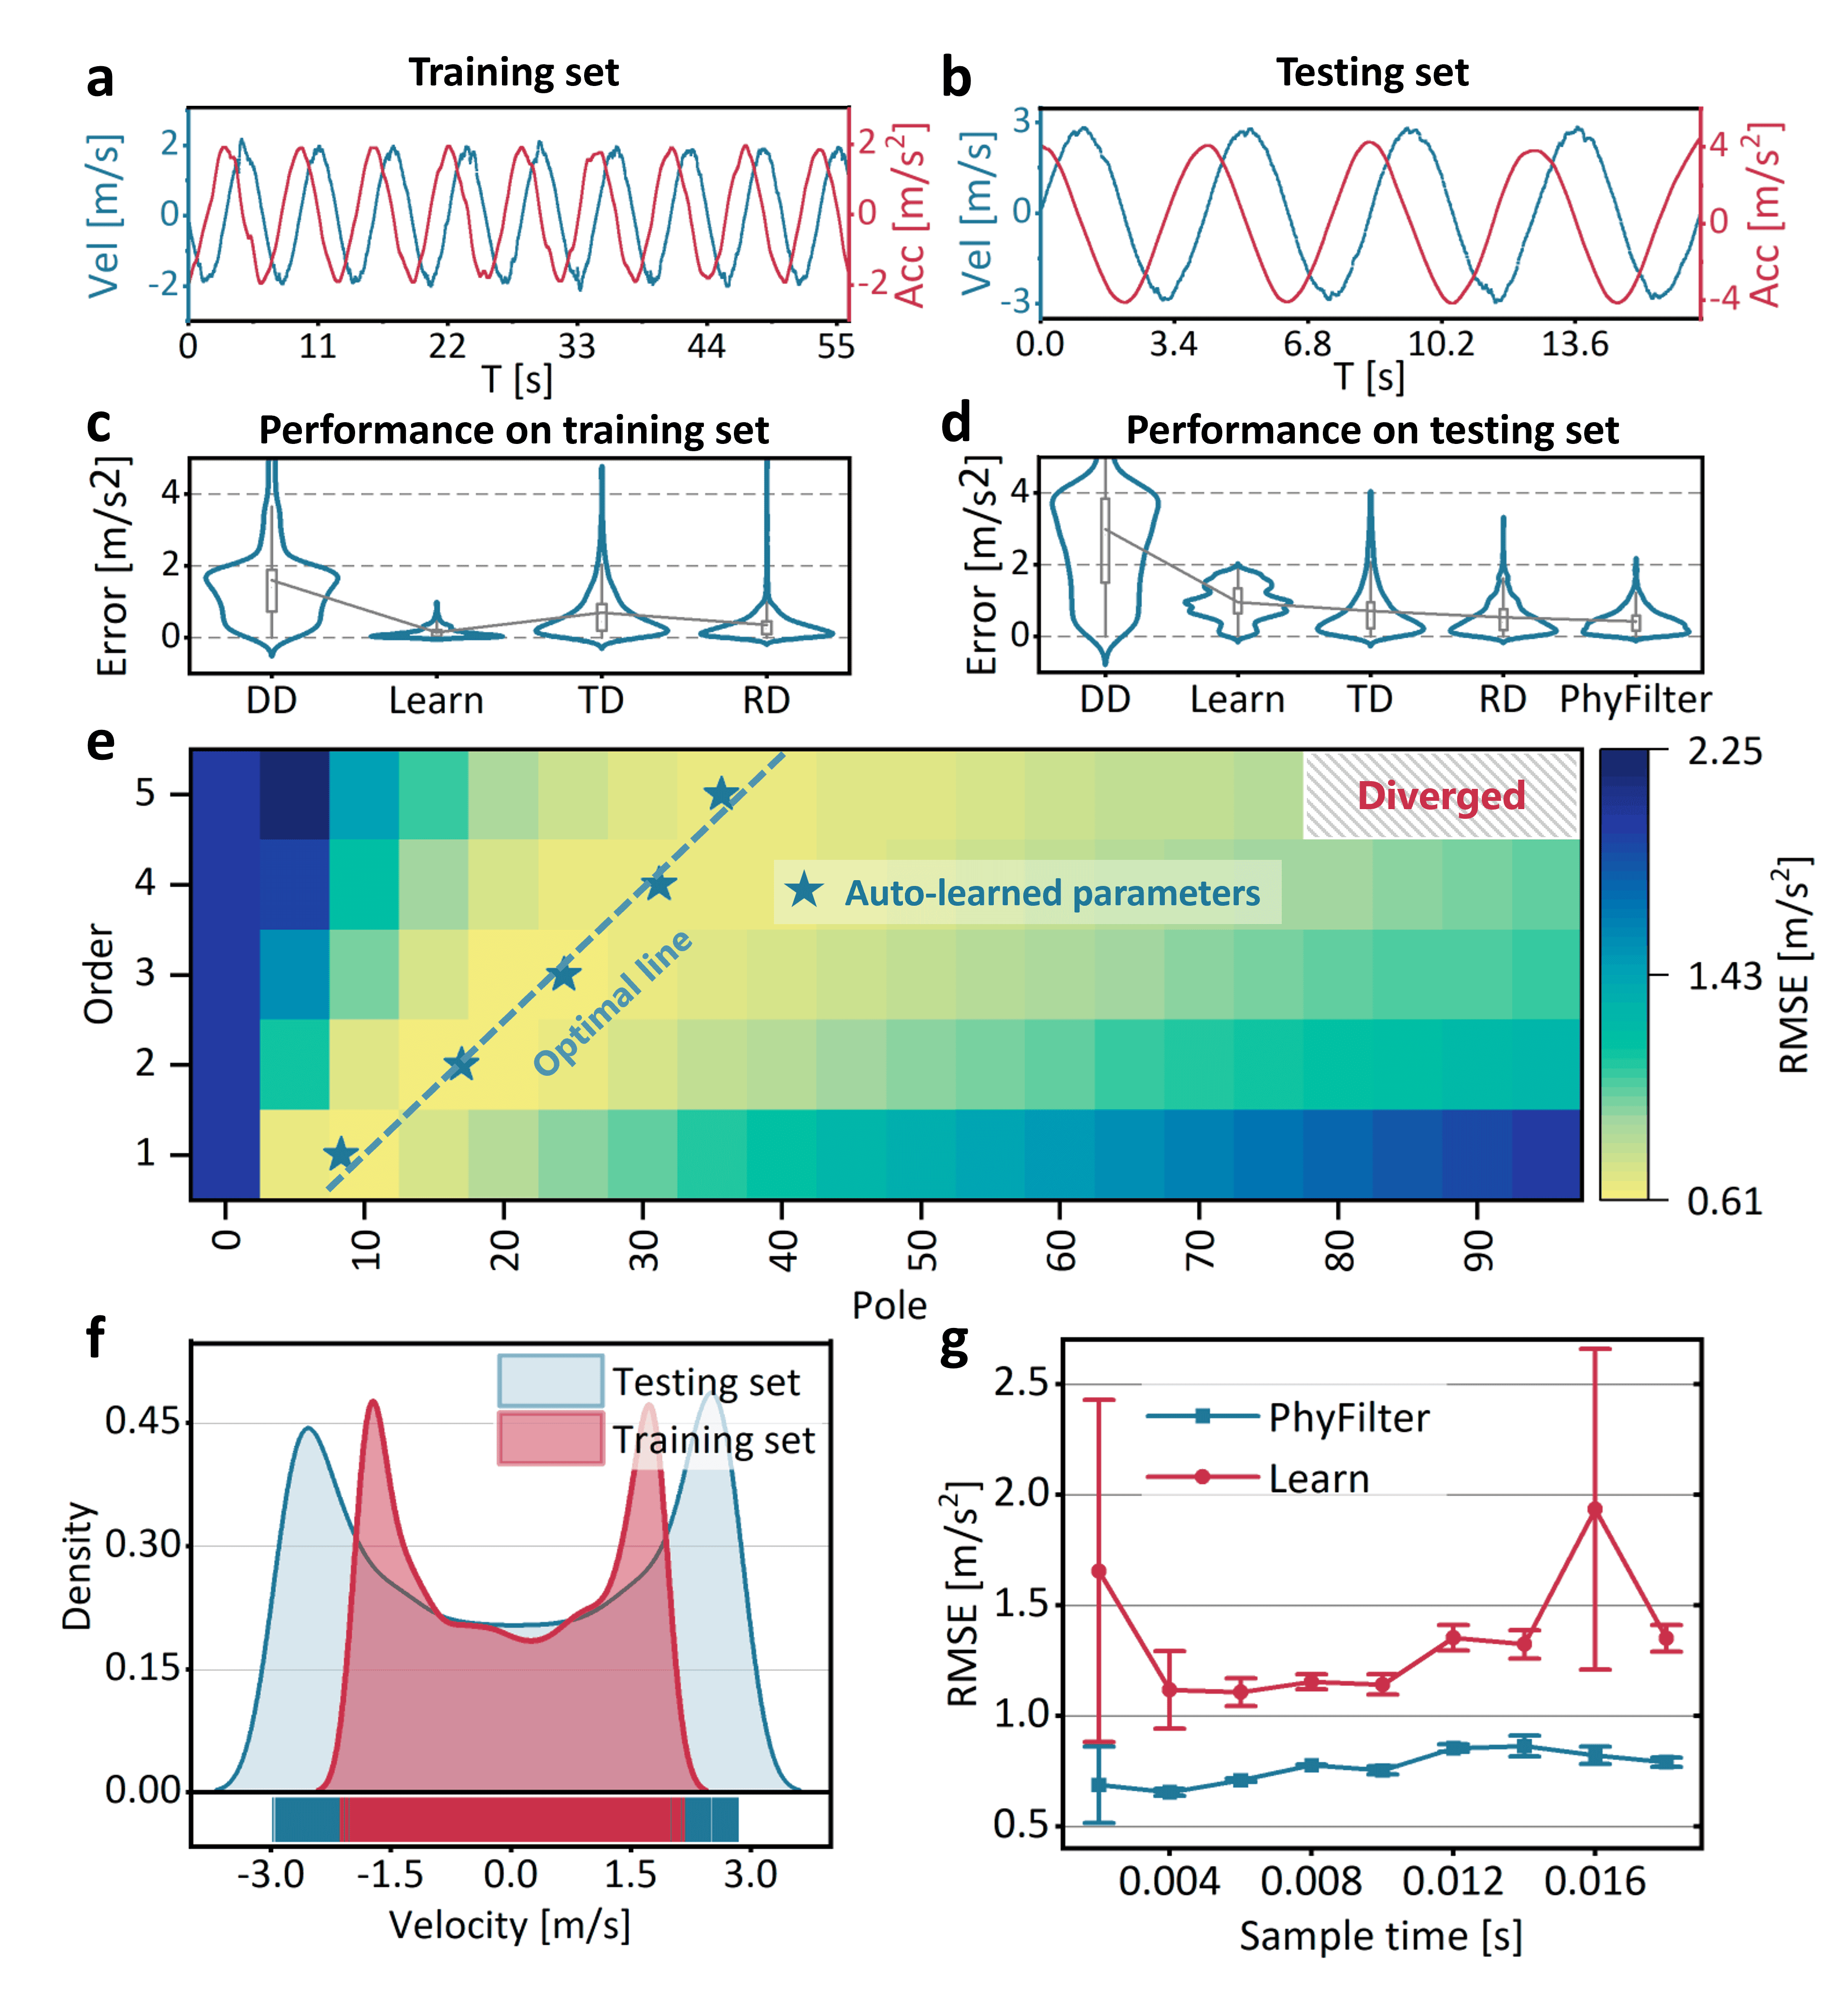 a
Training set
Vel [m/s]
2
0
-2
2
0
-2
Acc [m/s²]
0
11
22
33
44
55
T [s]
b
Testing set
Vel [m/s]
3
0
-3
4
0
-4
Acc [m/s²]
0.0
3.4
6.8
10.2
13.6
T [s]
c
Performance on training set
Error [m/s2]
4
2
0
DD
Learn
TD
RD
d
Performance on testing set
Error [m/s2]
4
2
0
DD
Learn
TD
RD
PhyFilter
e
Order
5
4
3
2
1
Diverged
Auto-learned parameters
Optimal line
0
10
20
30
40
50
60
70
80
90
Pole
2.25
1.43
0.61
RMSE [m/s²]
f
Testing set
Training set
Density
0.45
0.30
0.15
0.00
-3.0
-1.5
0.0
1.5
3.0
Velocity [m/s]
g
PhyFilter
Learn
RMSE [m/s²]
2.5
2.0
1.5
1.0
0.5
0.004
0.008
0.012
0.016
Sample time [s]